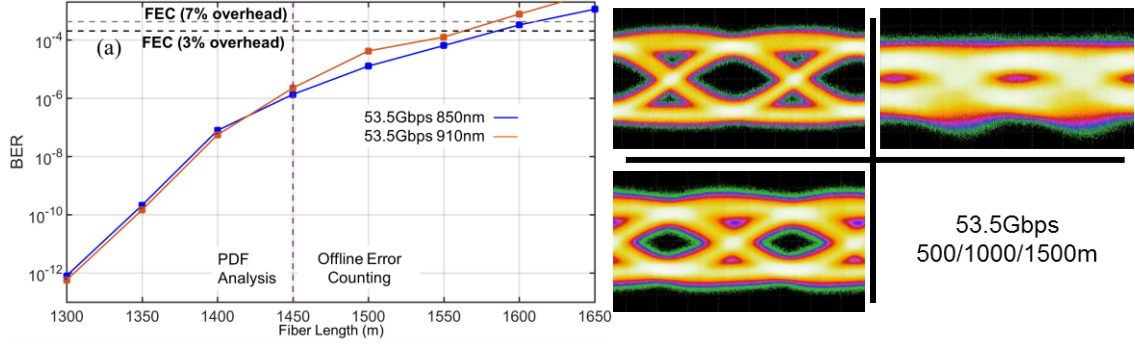 FEC (7% overhead)
10-4
(a)
FEC (3% overhead)
10-6
53.5Gbps 850nm
53.5Gbps 910nm
BER
10-8
10-10
PDF
Analysis
Offline Error
Counting
10-12
1300 1350 1400 1450 1500 1550 1600 1650
Fiber Length (m)
53.5Gbps
500/1000/1500m